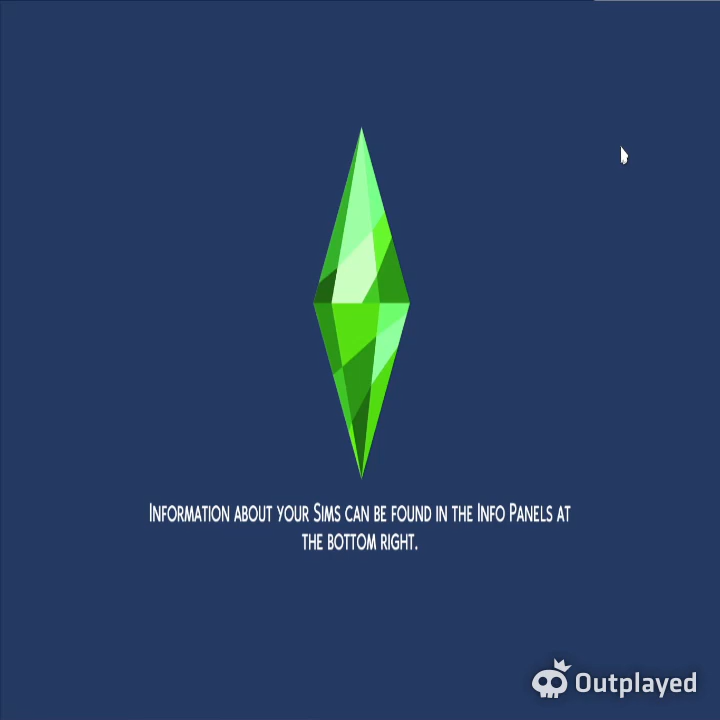 Information about your Sims can be found in the Info Panels at
the bottom right.
Outplayed